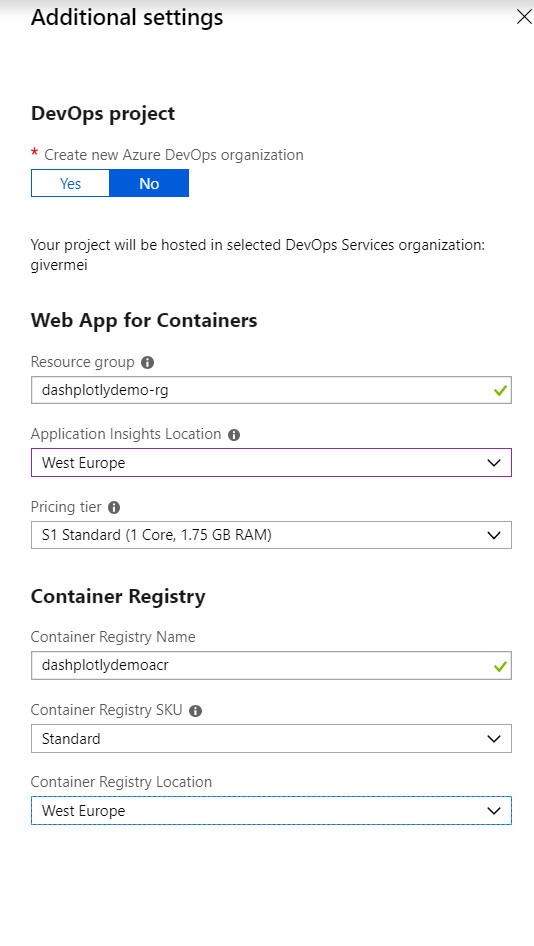 Additional settings
DevOps project
* Create new Azure DevOps organization
Yes No
Your project will be hosted in selected DevOps Services organization:
givermei
Web App for Containers
Resource group
dashplotlydemo-rg
Application Insights Location
West Europe
Pricing tier
S1 Standard (1 Core, 1.75 GB RAM)
Container Registry
Container Registry Name
dashplotlydemoacr
Container Registry SKU
Standard
Container Registry Location
West Europe